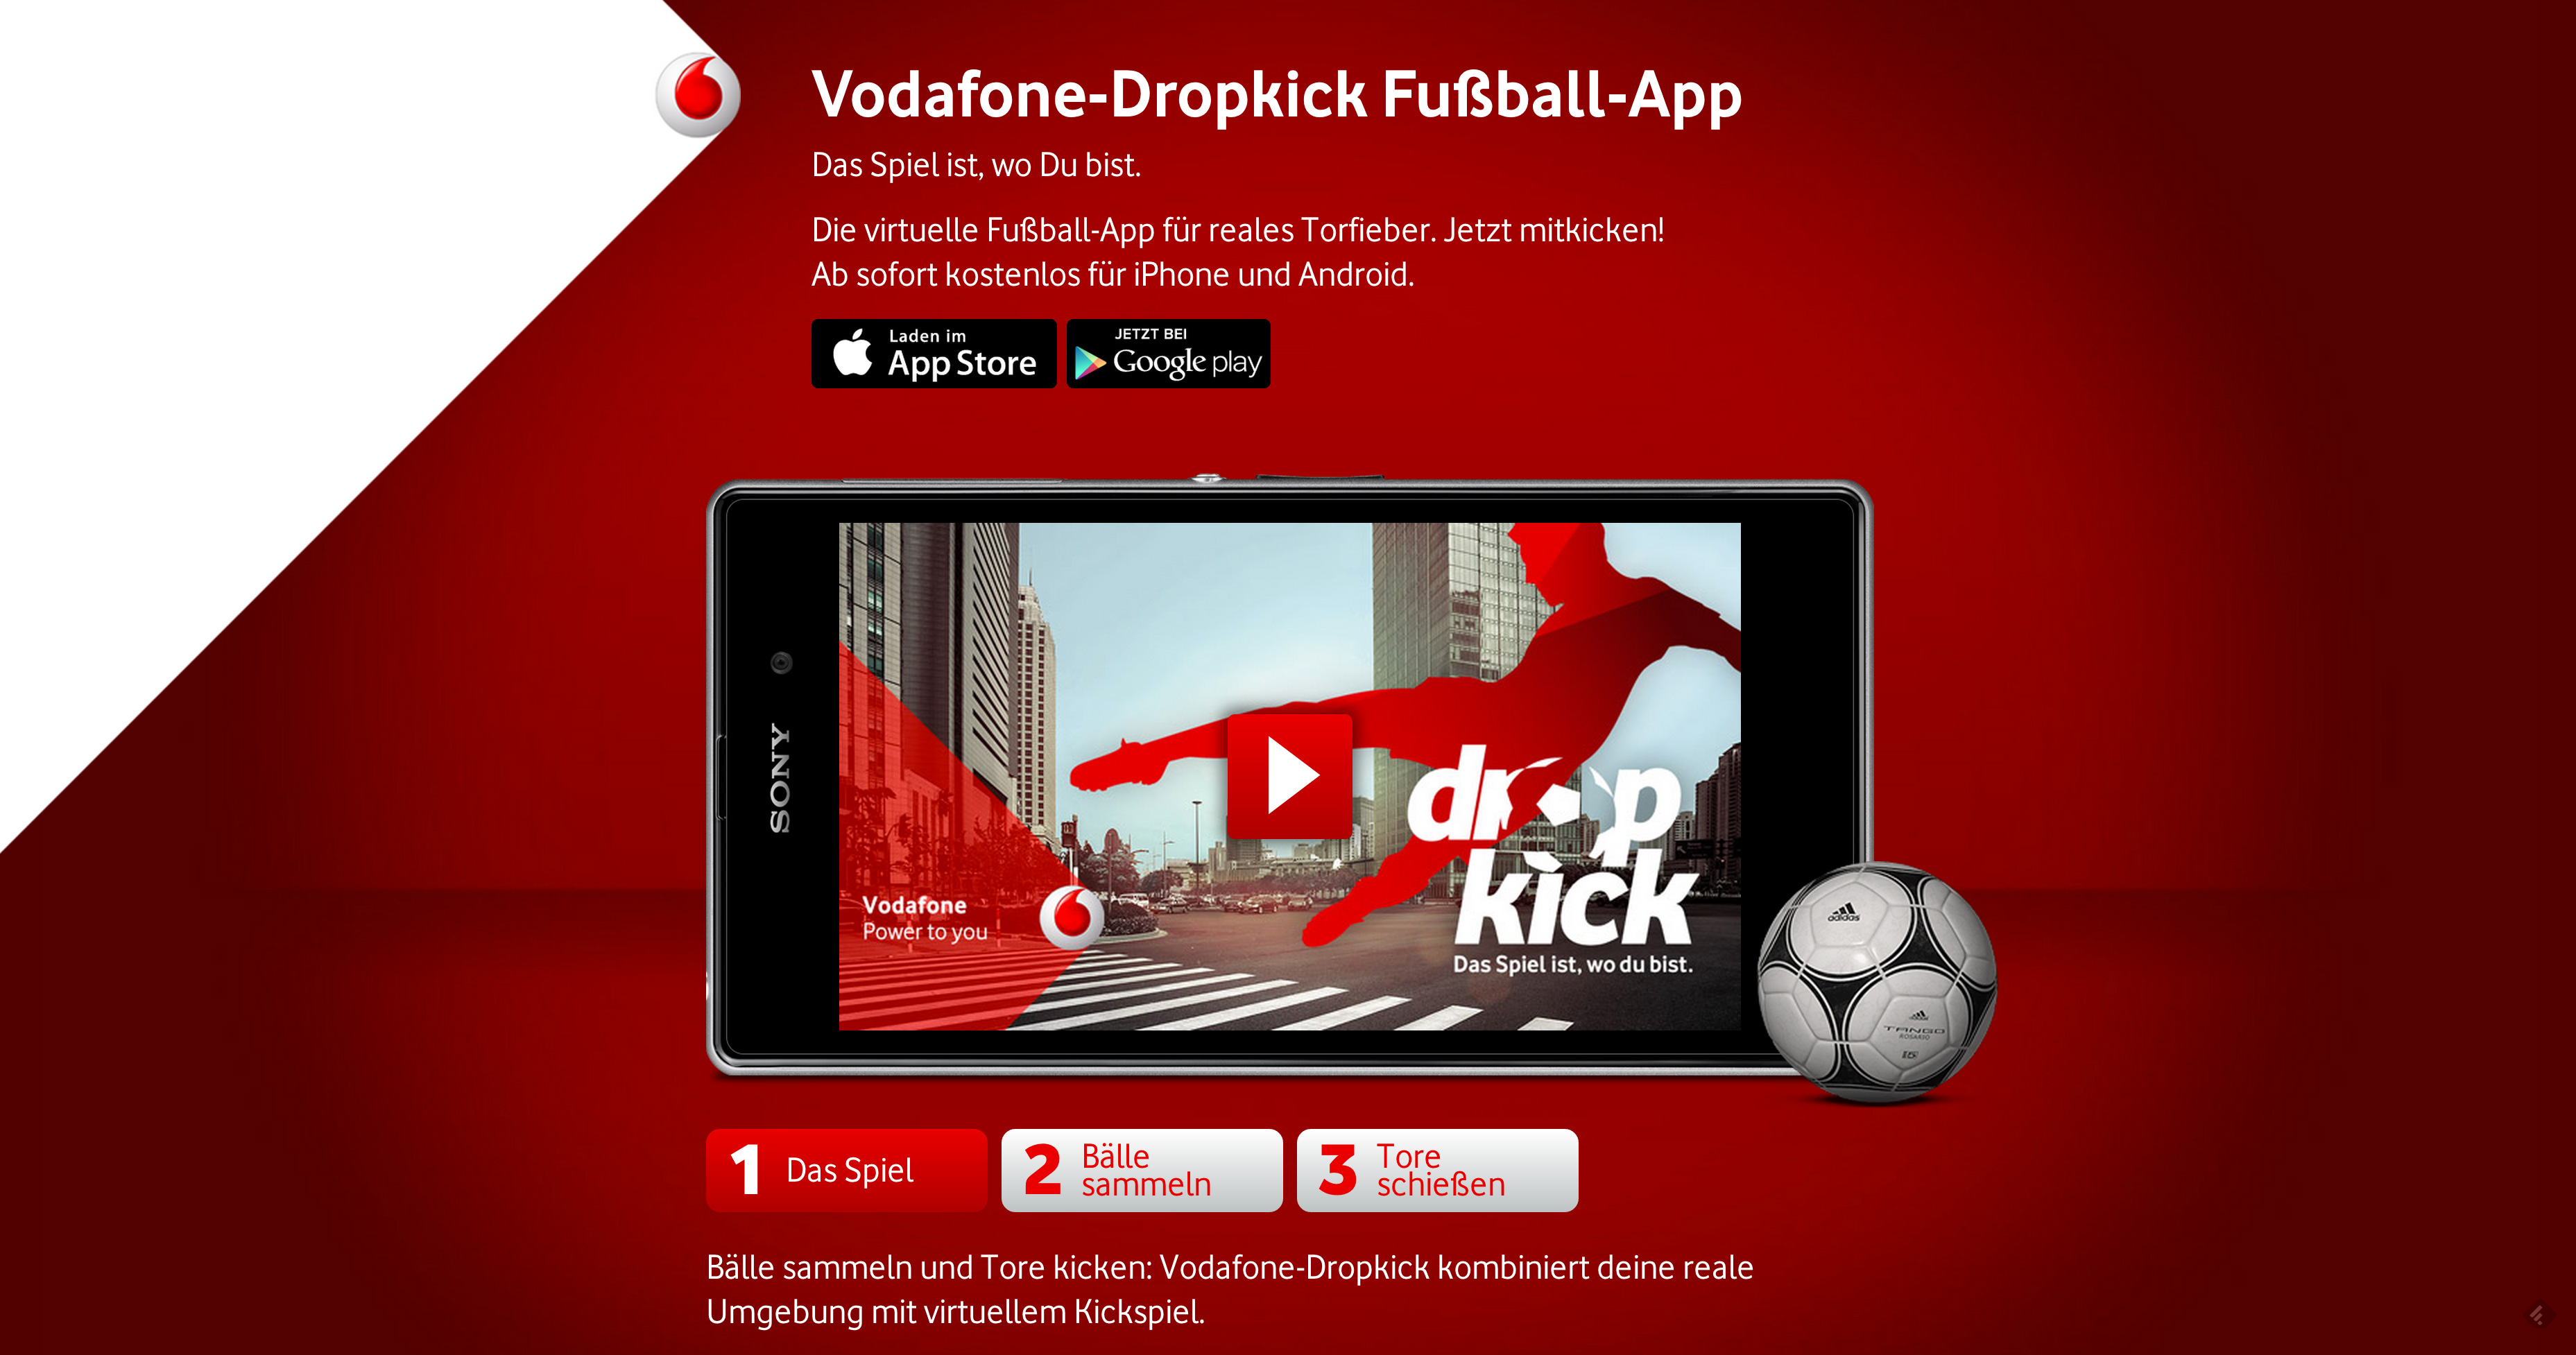 Vodafone-Dropkick Fußball-App
Das Spiel ist, wo Du bist.
Die virtuelle Fußball-App für reales Torfieber. Jetzt mitkicken!
Ab sofort kostenlos für iPhone und Android.
Laden im
App Store
JETZT BEI
Google play
SONY
drop
kick
Das Spiel ist, wo du bist.
Vodafone
Power to you
adidas
TANGO
ROSARIO
1 Das Spiel
2 Bälle
sammeln
3 Tore
schießen
Bälle sammeln und Tore kicken: Vodafone-Dropkick kombiniert deine reale
Umgebung mit virtuellem Kickspiel.